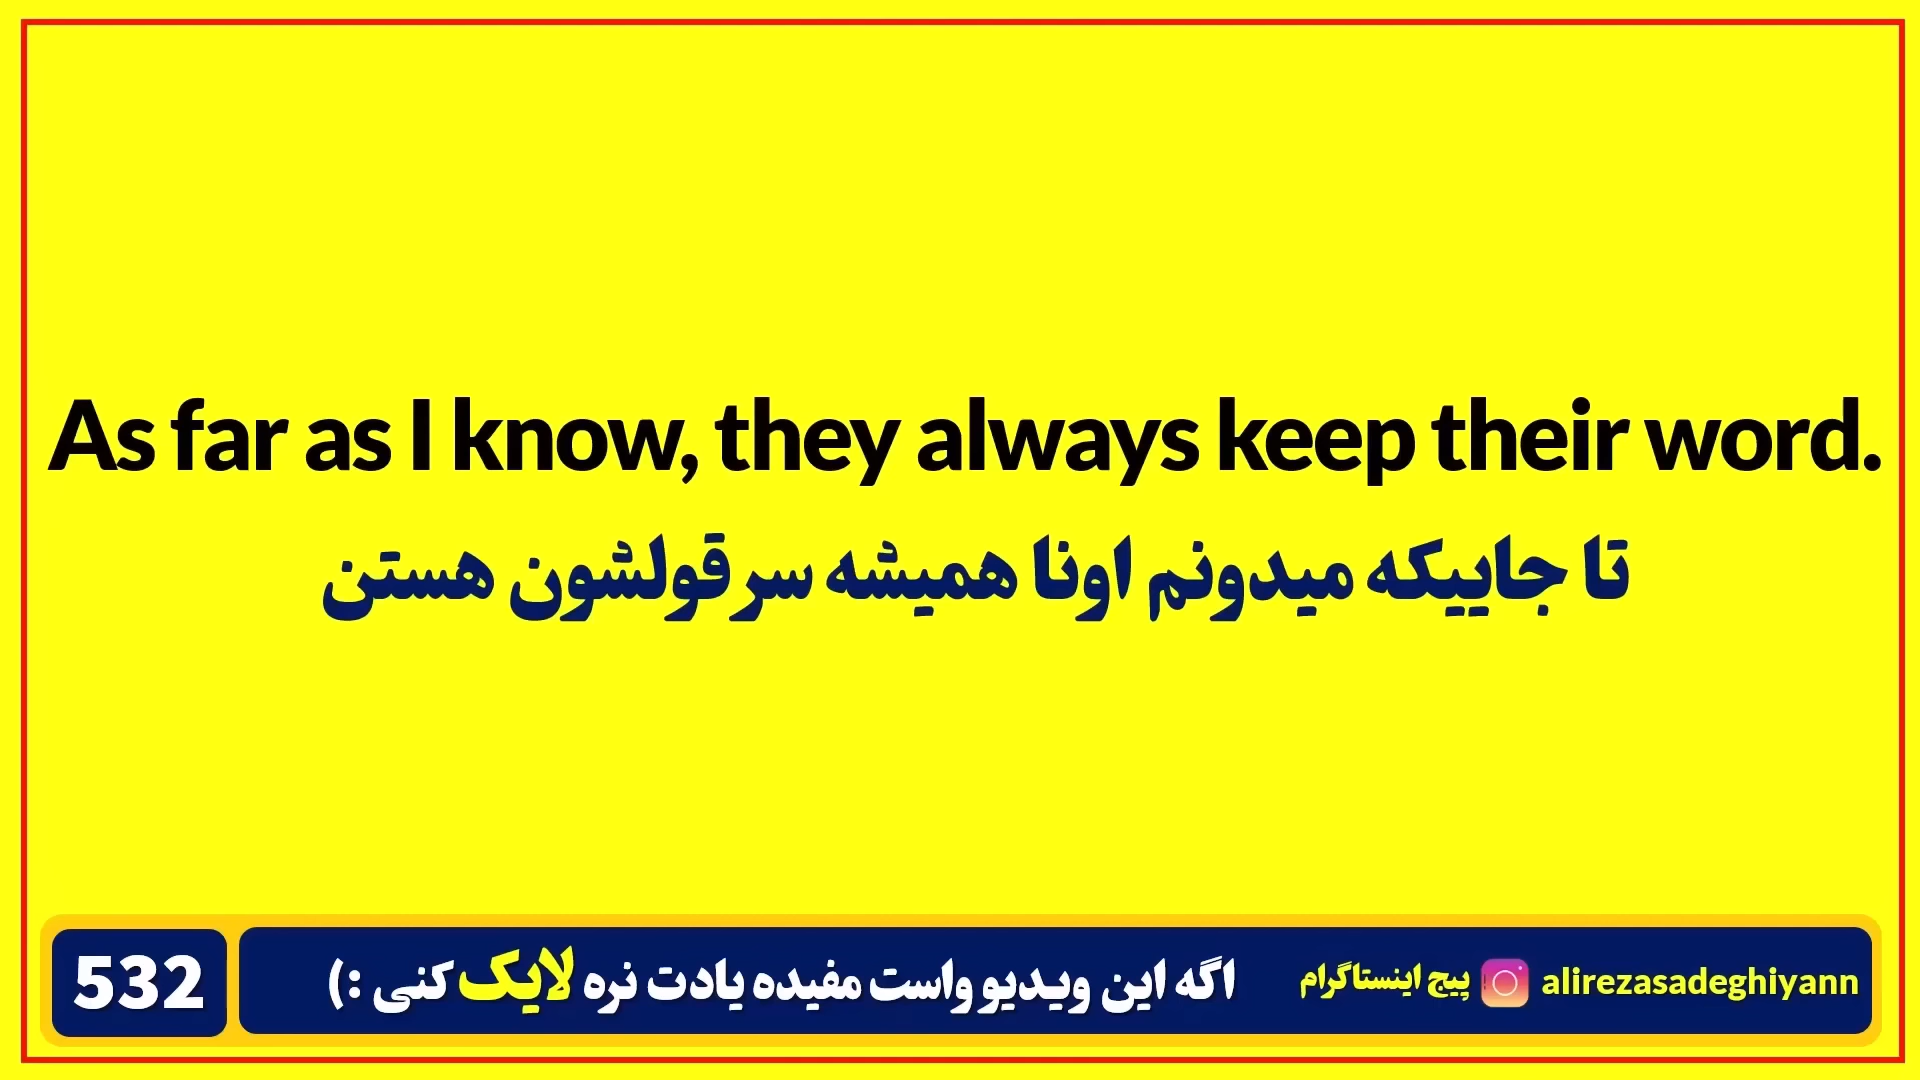 As far as I know, they always keep their word.
تا جاییکه میدونم اونا همیشه سر قولشون هستن
532
اگه این ویدیو واست مفیده یادت نره لایک کنی :)
پیج اینستاگرام alirezasadeghiyann